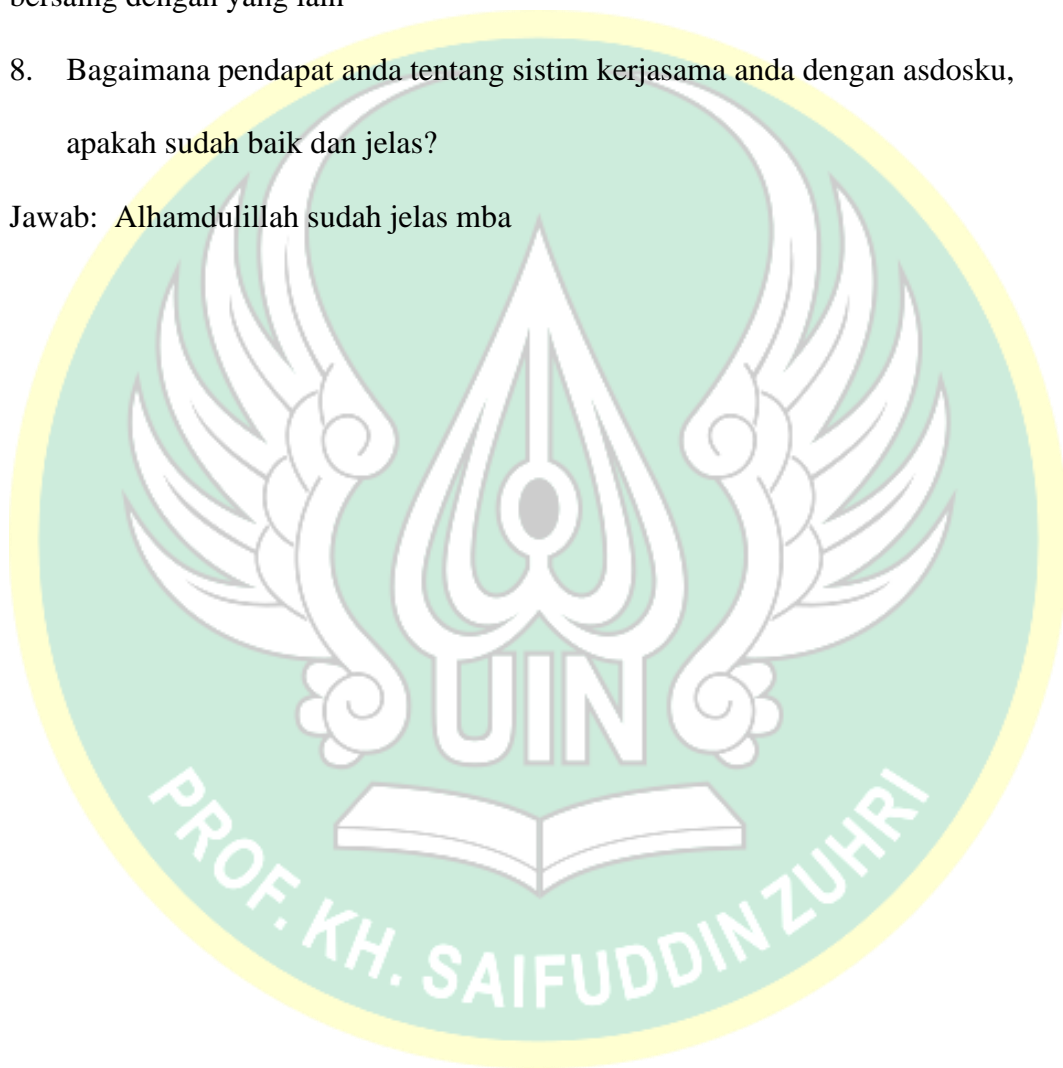 bersaing dengan yang lain
8. Bagaimana pendapat anda tentang sistim kerjasama anda dengan asdosku,
apakah sudah baik dan jelas?
Jawab: Alhamdulillah sudah jelas mba
UIN
PROF. KH. SAIFUDDIN ZUHRI